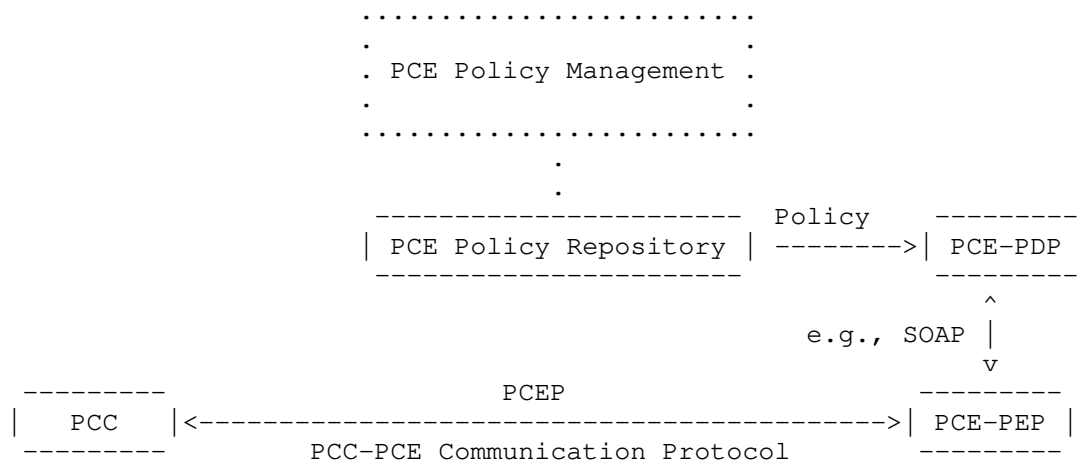 PCE Policy Management
Policy
PCE Policy Repository PCE-PDP
e.g., SOAP
PCEP
PCC PCE-PEP
PCC-PCE Communication Protocol